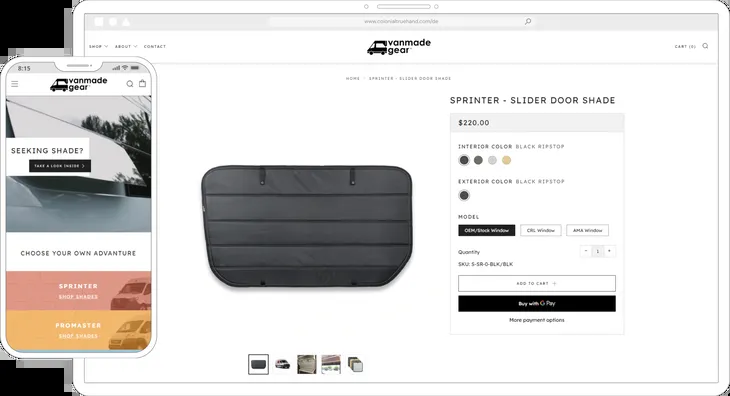 www.colonialtruehand.com/de
SHOP ABOUT CONTACT
vanmade
gear
CART (0)
HOME / SPRINTER - SLIDER DOOR SHADE
SPRINTER - SLIDER DOOR SHADE
$220.00
INTERIOR COLOR BLACK RIPSTOP
EXTERIOR COLOR BLACK RIPSTOP
MODEL
OEM/Stock Window CRL Window AMA Window
Quantity - 1 +
SKU: S-SR-O-BLK/BLK
ADD TO CART +
Buy with G Pay
More payment options
8:15
vanmade
gear
SEEKING SHADE?
TAKE A LOOK INSIDE >
CHOOSE YOUR OWN ADVANTURE
SPRINTER
SHOP SHADES
PROMASTER
SHOP SHADES